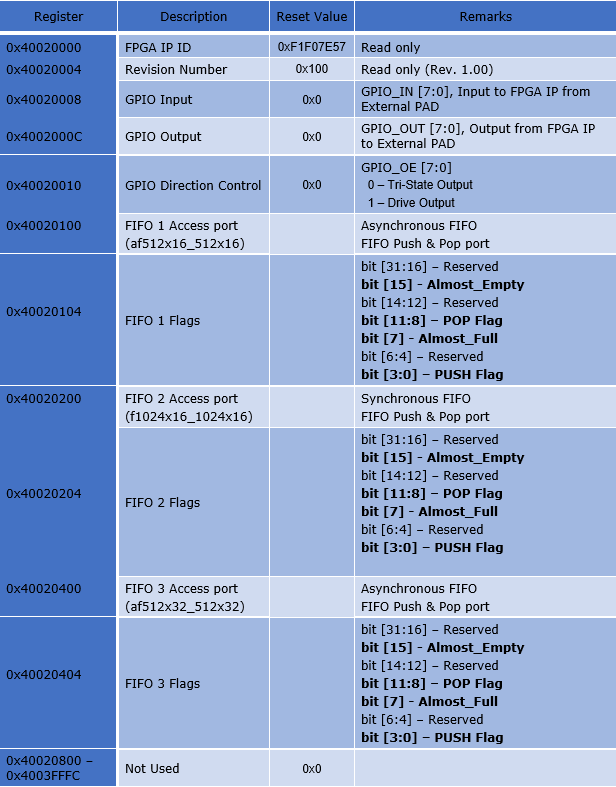 Register Description Reset Value Remarks
0x40020000 FPGA IP ID 0xF1F07E57 Read only
0x40020004 Revision Number 0x100 Read only (Rev. 1.00)
0x40020008 GPIO Input 0x0 GPIO_IN [7:0], Input to FPGA IP from
External PAD
0x4002000C GPIO Output 0x0 GPIO_OUT [7:0], Output from FPGA IP
to External PAD
0x40020010 GPIO Direction Control 0x0 GPIO_OE [7:0]
0 – Tri-State Output
1 – Drive Output
0x40020100 FIFO 1 Access port Asynchronous FIFO
(af512x16_512x16) FIFO Push & Pop port
0x40020104 FIFO 1 Flags bit [31:16] – Reserved
bit [15] - Almost_Empty
bit [14:12] – Reserved
bit [11:8] – POP Flag
bit [7] - Almost_Full
bit [6:4] – Reserved
bit [3:0] – PUSH Flag
0x40020200 FIFO 2 Access port Synchronous FIFO
(f1024x16_1024x16) FIFO Push & Pop port
0x40020204 FIFO 2 Flags bit [31:16] – Reserved
bit [15] - Almost_Empty
bit [14:12] – Reserved
bit [11:8] – POP Flag
bit [7] - Almost_Full
bit [6:4] – Reserved
bit [3:0] – PUSH Flag
0x40020400 FIFO 3 Access port Asynchronous FIFO
(af512x32_512x32) FIFO Push & Pop port
0x40020404 FIFO 3 Flags bit [31:16] – Reserved
bit [15] - Almost_Empty
bit [14:12] – Reserved
bit [11:8] – POP Flag
bit [7] - Almost_Full
bit [6:4] – Reserved
bit [3:0] – PUSH Flag
0x40020800 –
0x4003FFFC Not Used 0x0